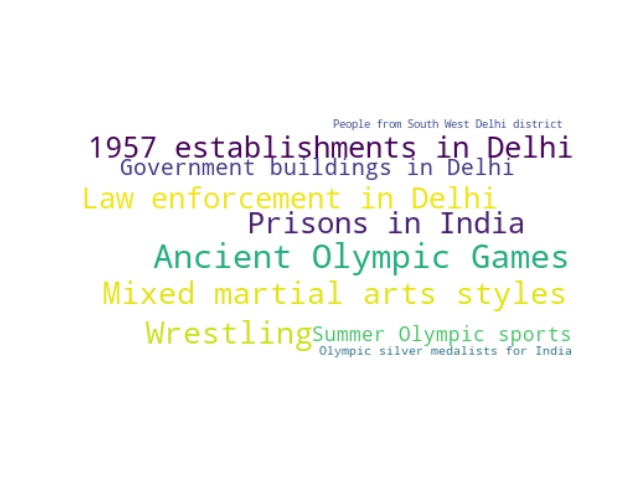 People from South West Delhi district
1957 establishments in Delhi
Government buildings in Delhi
Law enforcement in Delhi
Prisons in India
Ancient Olympic Games
Mixed martial arts styles
Wrestling
Summer Olympic sports
Olympic silver medalists for India